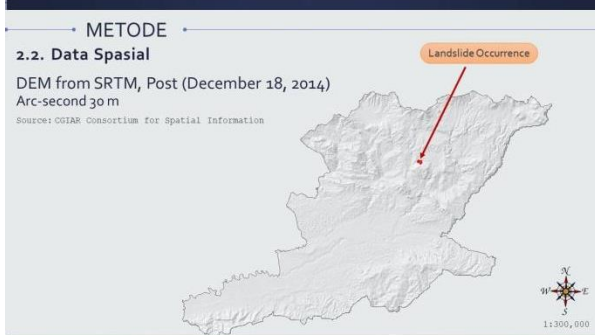 METODE
2.2. Data Spasial
Landslide Occurrence
DEM from SRTM, Post (December 18, 2014)
Arc-second 30 m
Source: CGIAR Consortium for Spatial Information
N
W E
S
1:300,000